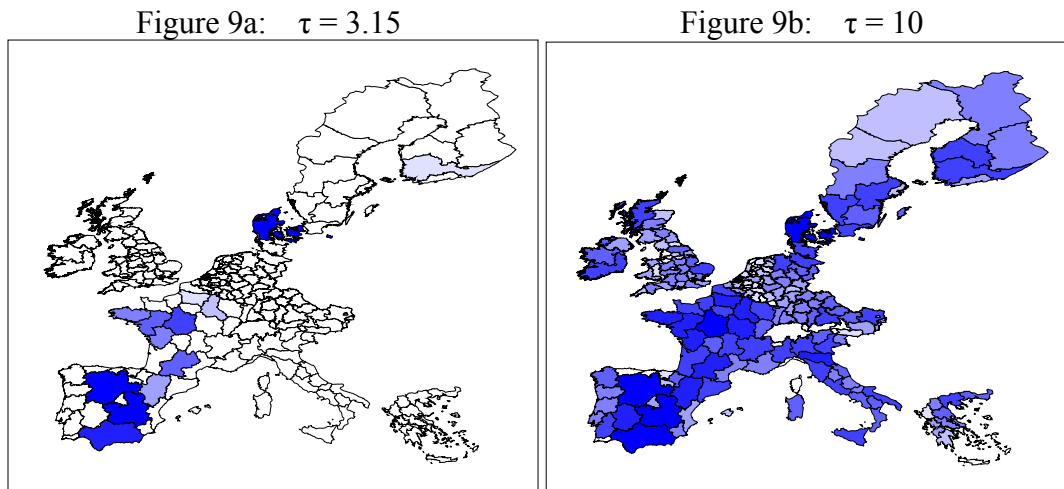 Figure 9a: τ = 3.15
Figure 9b: τ = 10